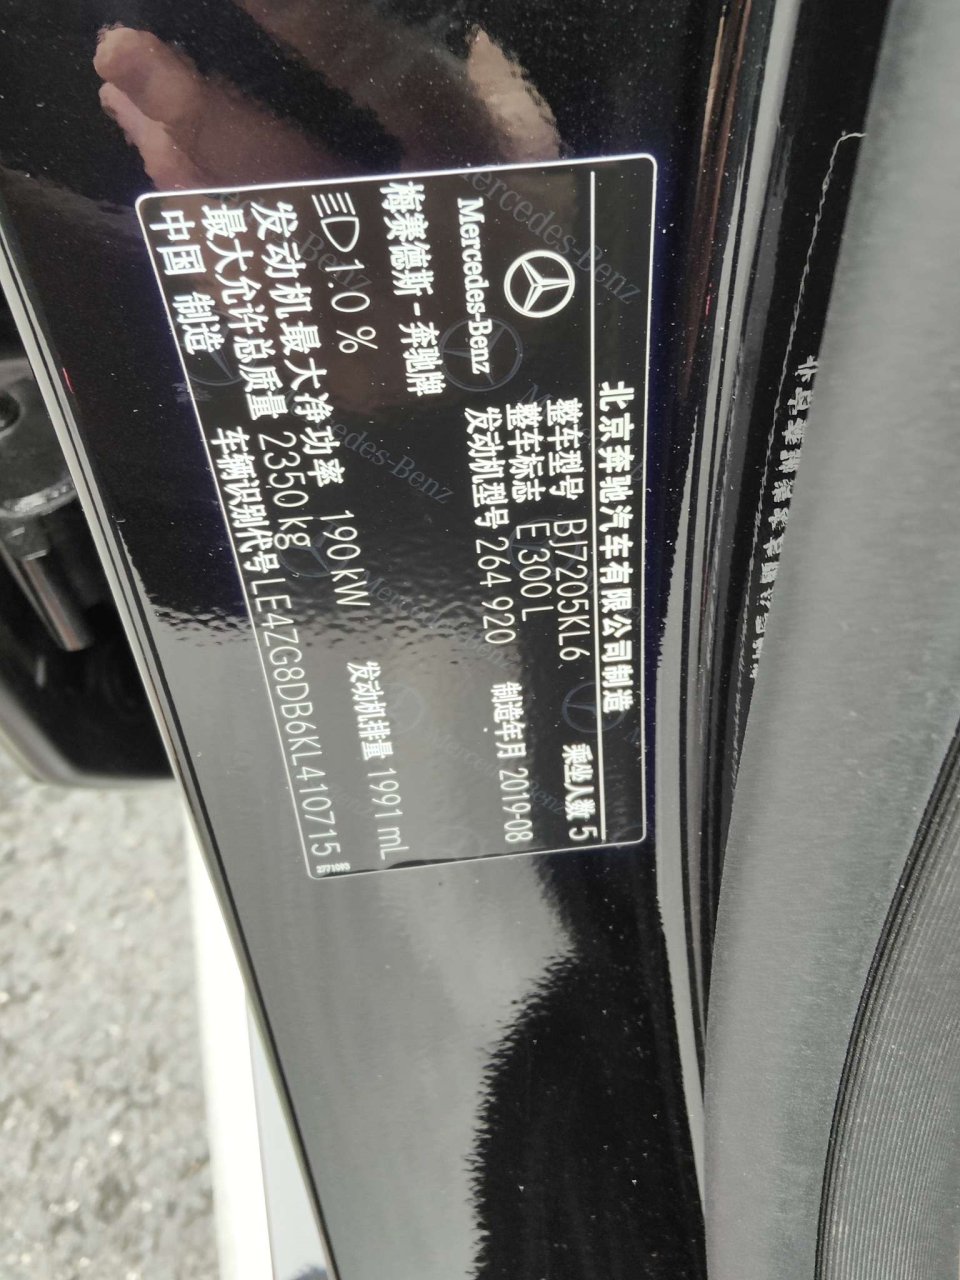 北京奔驰汽车有限公司制造
Mercedes-Benz
梅赛德斯-奔驰牌
整车型号 BJ7205KL6
乘坐人数 5
整车标志 E 300 L
发动机型号 264 920
制造年月 2019-08
1.0 %
发动机最大净功率 190 kW
发动机排量 1991 mL
最大允许总质量 2350 kg
中国 制造
车辆识别代号 LE4ZG8DB6KL410715